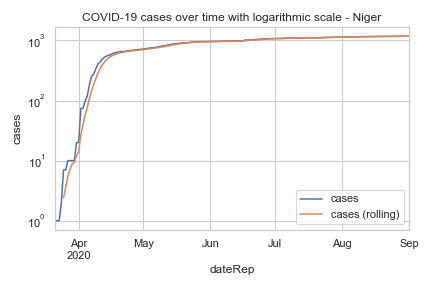 COVID-19 cases over time with logarithmic scale - Niger
cases
10³
10²
10¹
10⁰
cases
cases (rolling)
Apr May Jun Jul Aug Sep
2020
dateRep